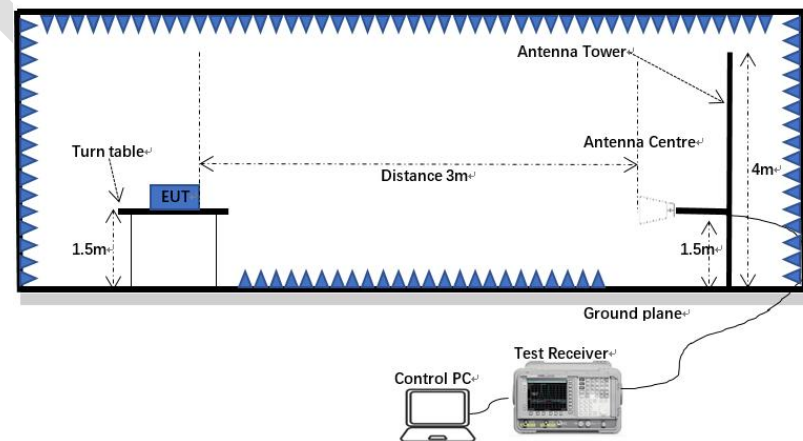 Antenna Tower
Antenna Centre
Turn table
Distance 3m
4m
EUT
1.5m
1.5m
Ground plane
Test Receiver
Control PC